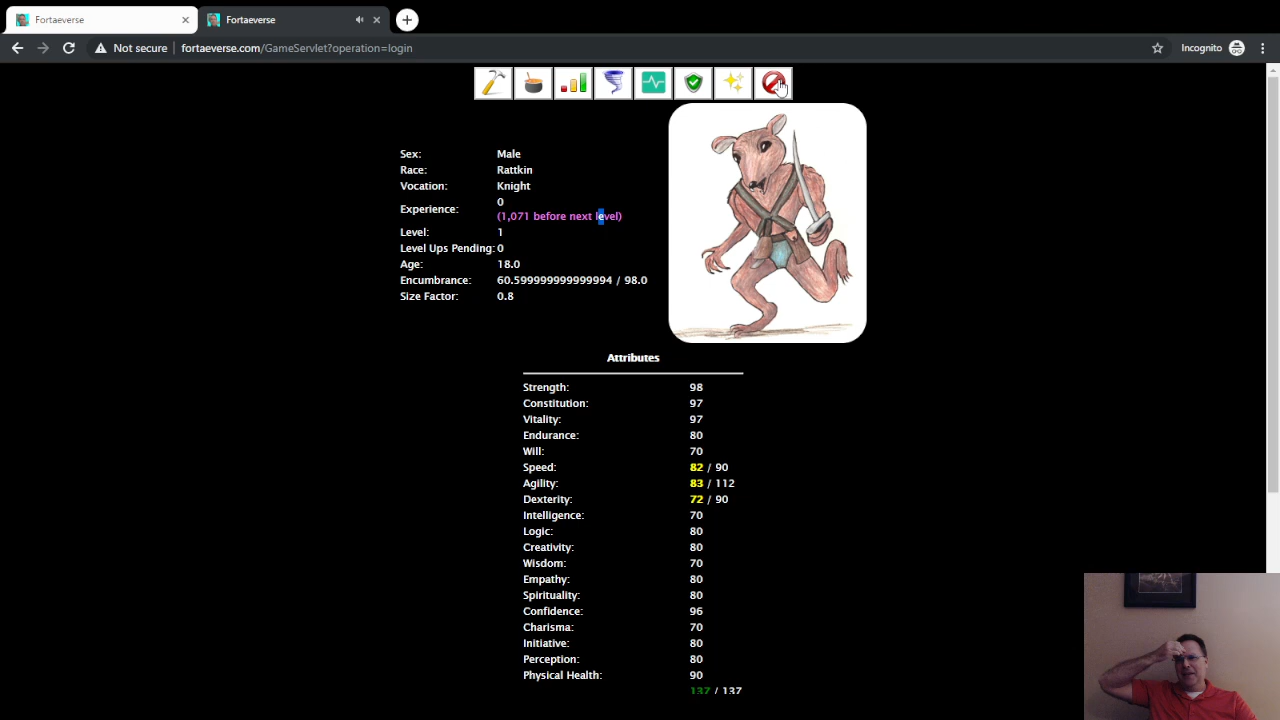 Fortaeverse
Fortaeverse
Not secure fortaeverse.com/GameServlet?operation=login
Incognito
Sex: Male
Race: Rattkin
Vocation: Knight
Experience: 0
(1,071 before next level)
Level: 1
Level Ups Pending: 0
Age: 18.0
Encumbrance: 60.599999999999994 / 98.0
Size Factor: 0.8
Attributes
Strength: 98
Constitution: 97
Vitality: 97
Endurance: 80
Will: 70
Speed: 82 / 90
Agility: 83 / 112
Dexterity: 72 / 90
Intelligence: 70
Logic: 80
Creativity: 80
Wisdom: 70
Empathy: 80
Spirituality: 80
Confidence: 96
Charisma: 70
Initiative: 80
Perception: 80
Physical Health: 90
137 / 137